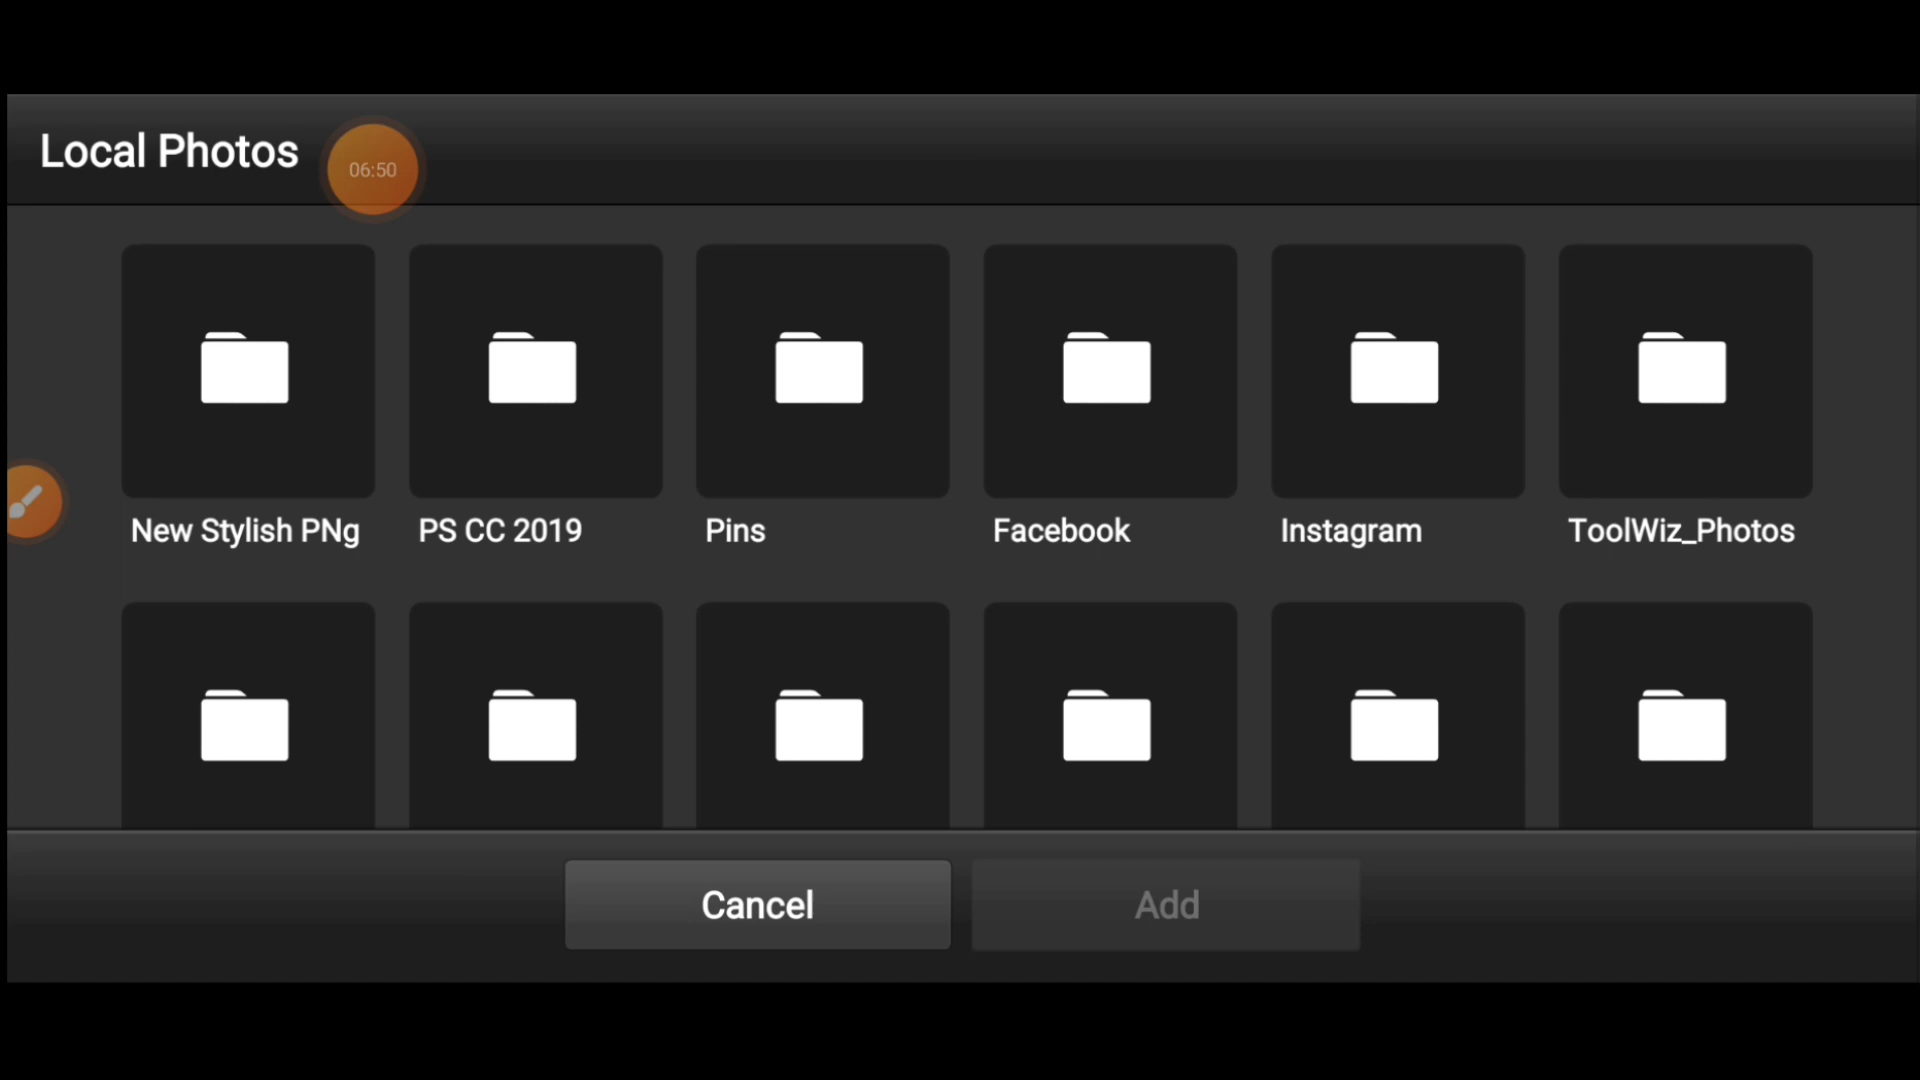 Local Photos
06:50
New Stylish PNg
PS CC 2019
Pins
Facebook
Instagram
ToolWiz_Photos
Cancel
Add